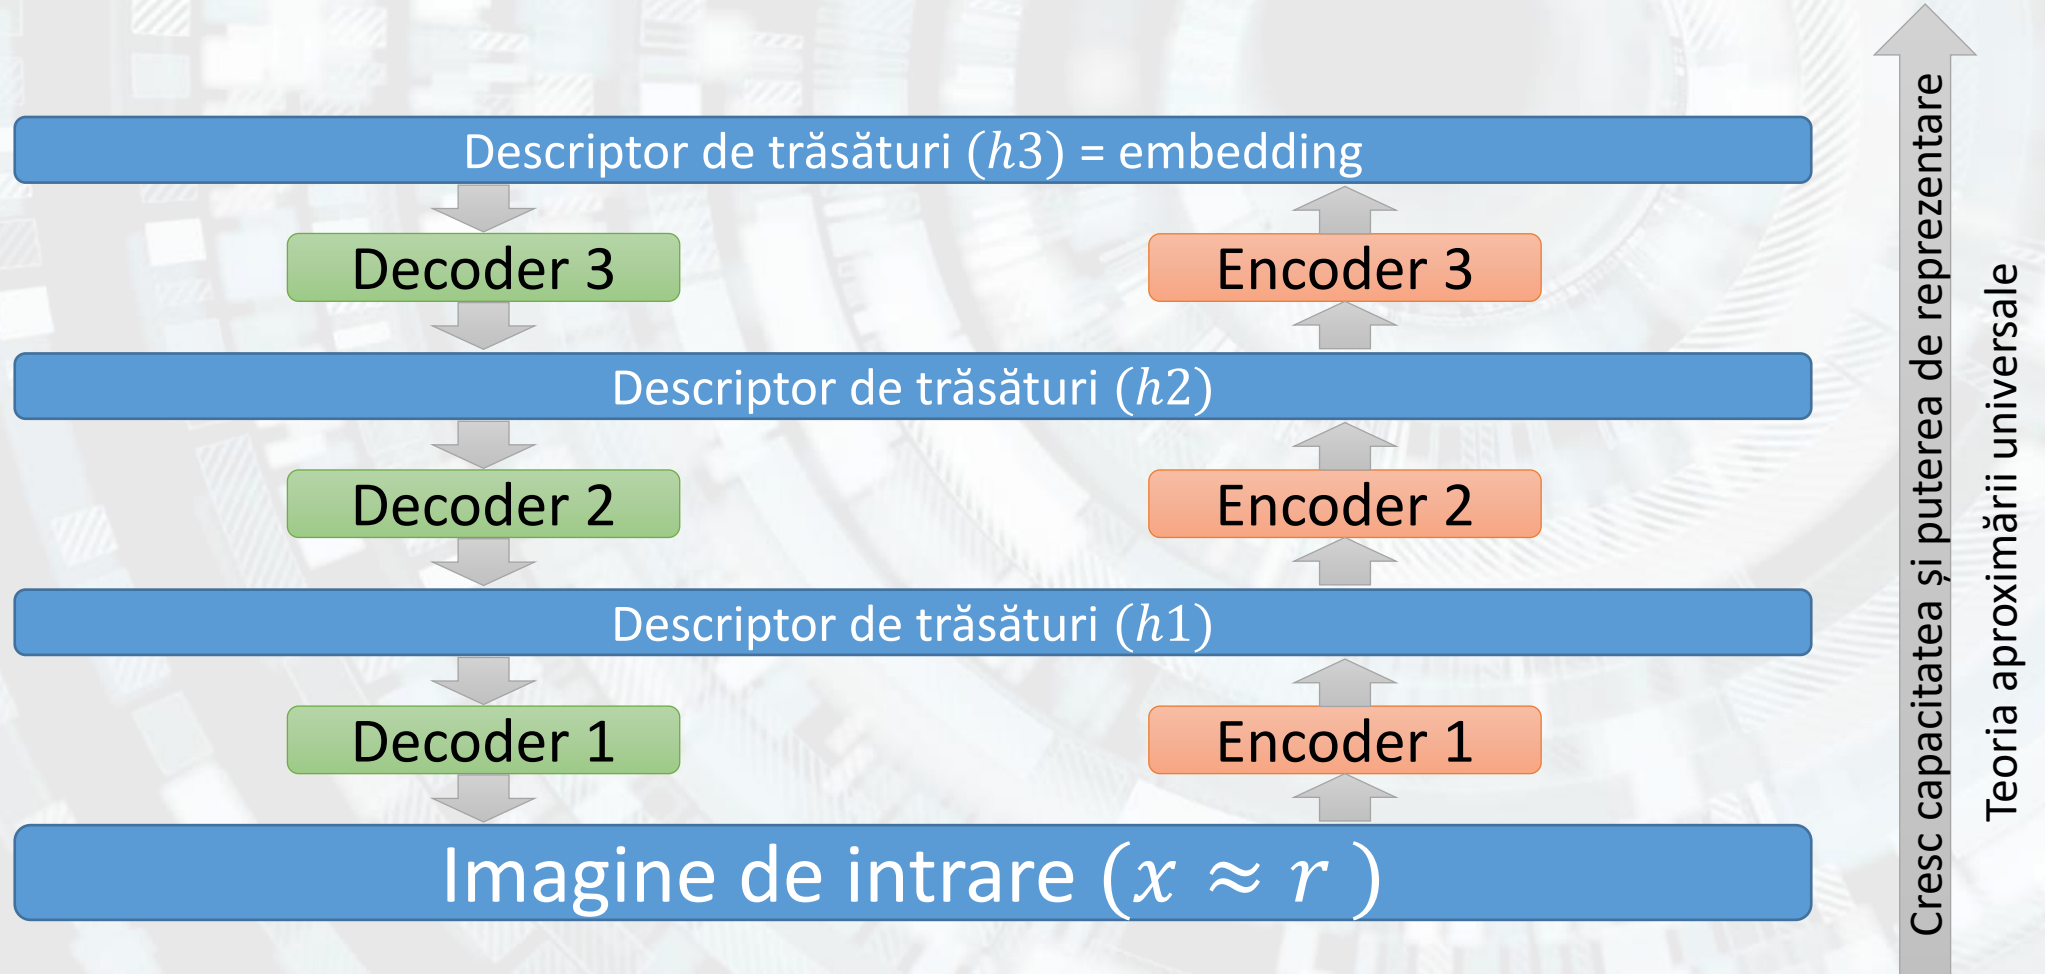 Descriptor de trăsături (h3) = embedding
Decoder 3
Encoder 3
Descriptor de trăsături (h2)
Decoder 2
Encoder 2
Descriptor de trăsături (h1)
Decoder 1
Encoder 1
Imagine de intrare (x ≈ r )
Cresc capacitatea și puterea de reprezentare
Teoria aproximării universale